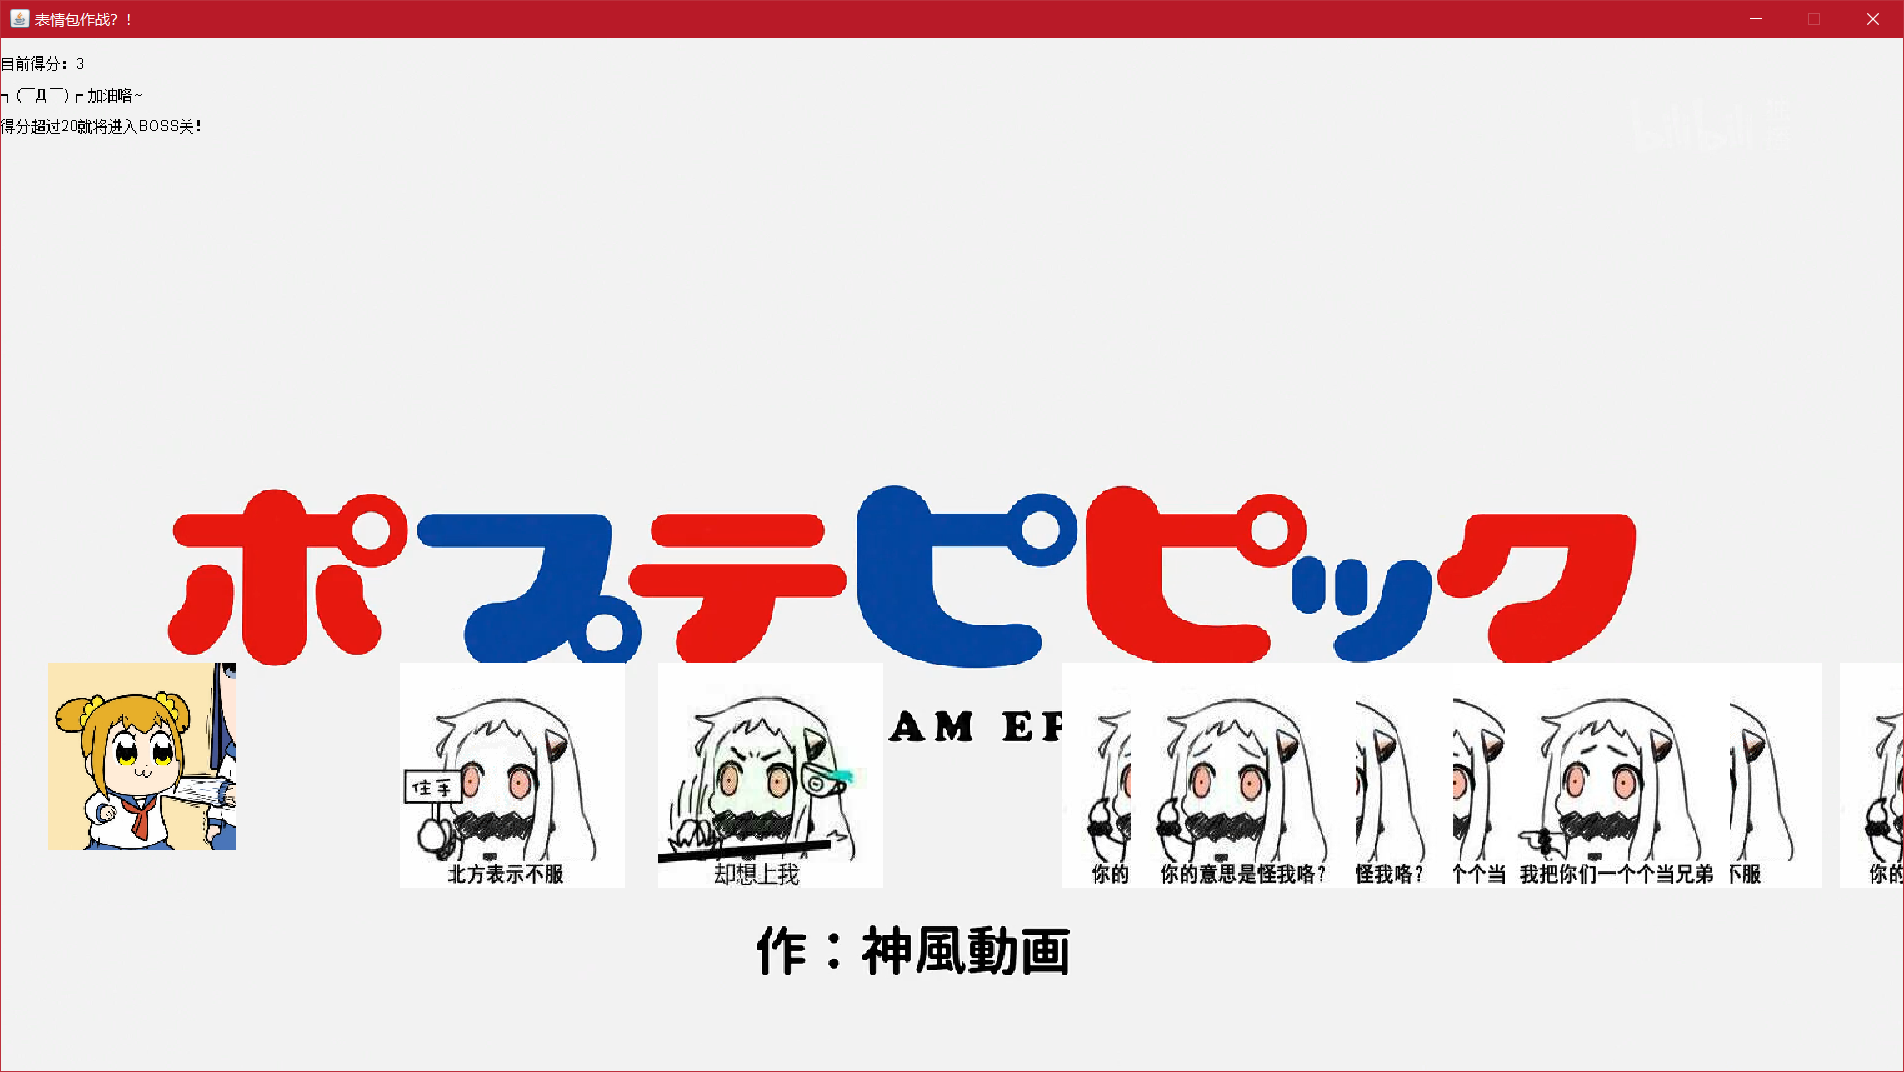 表情包作战？！
目前得分：3
┐(￣Д￣)┌ 加油咯~
得分超过20就将进入BOSS关！
bilibili
ポプテピピック
AM EP
住手
北方表示不服
却想上我
你的
你的意思是怪我咯？
怪我咯？
个个当
我把你们一个个当兄弟
不服
你的
作：神風動画